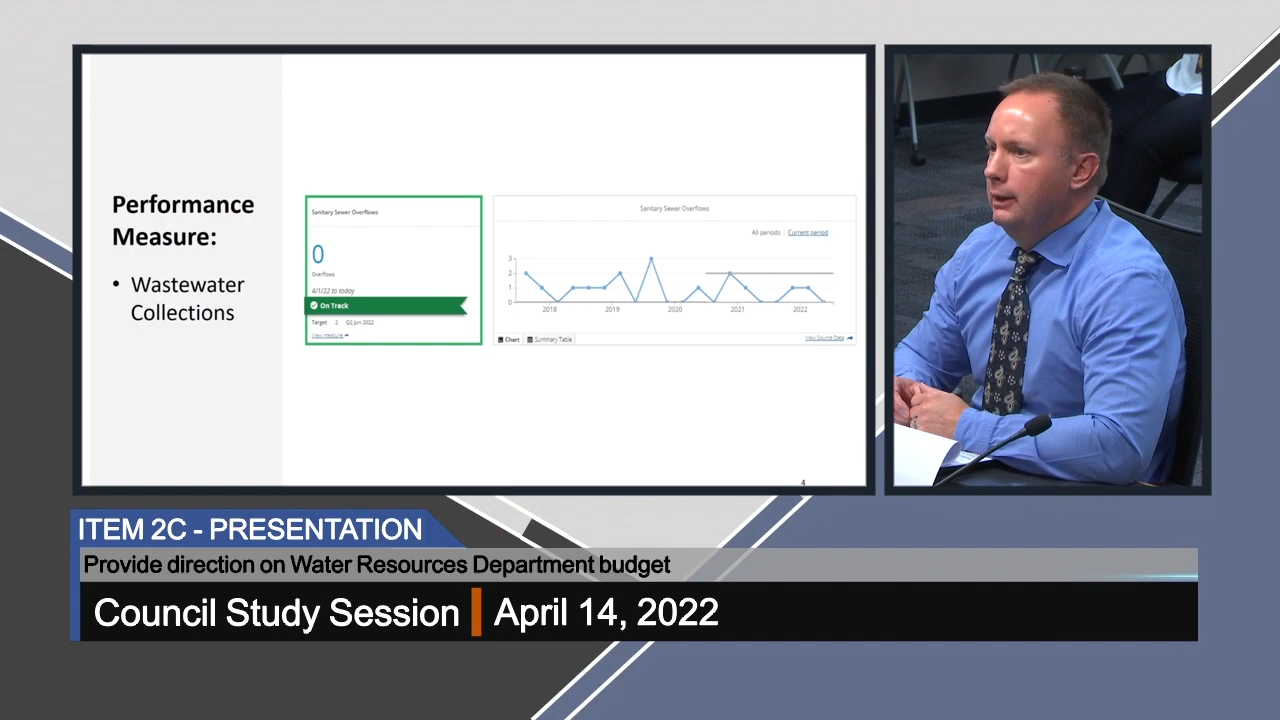 Performance
Measure:
• Wastewater
Collections
Sanitary Sewer Overflows
0
Overflows
4/1/22 to today
On Track
Target 2 Q2 Jun 2022
View measure
Sanitary Sewer Overflows
All periods Current period
3
2
1
0
2018 2019 2020 2021 2022
Chart Summary Table View Source Data
4
ITEM 2C - PRESENTATION
Provide direction on Water Resources Department budget
Council Study Session April 14, 2022